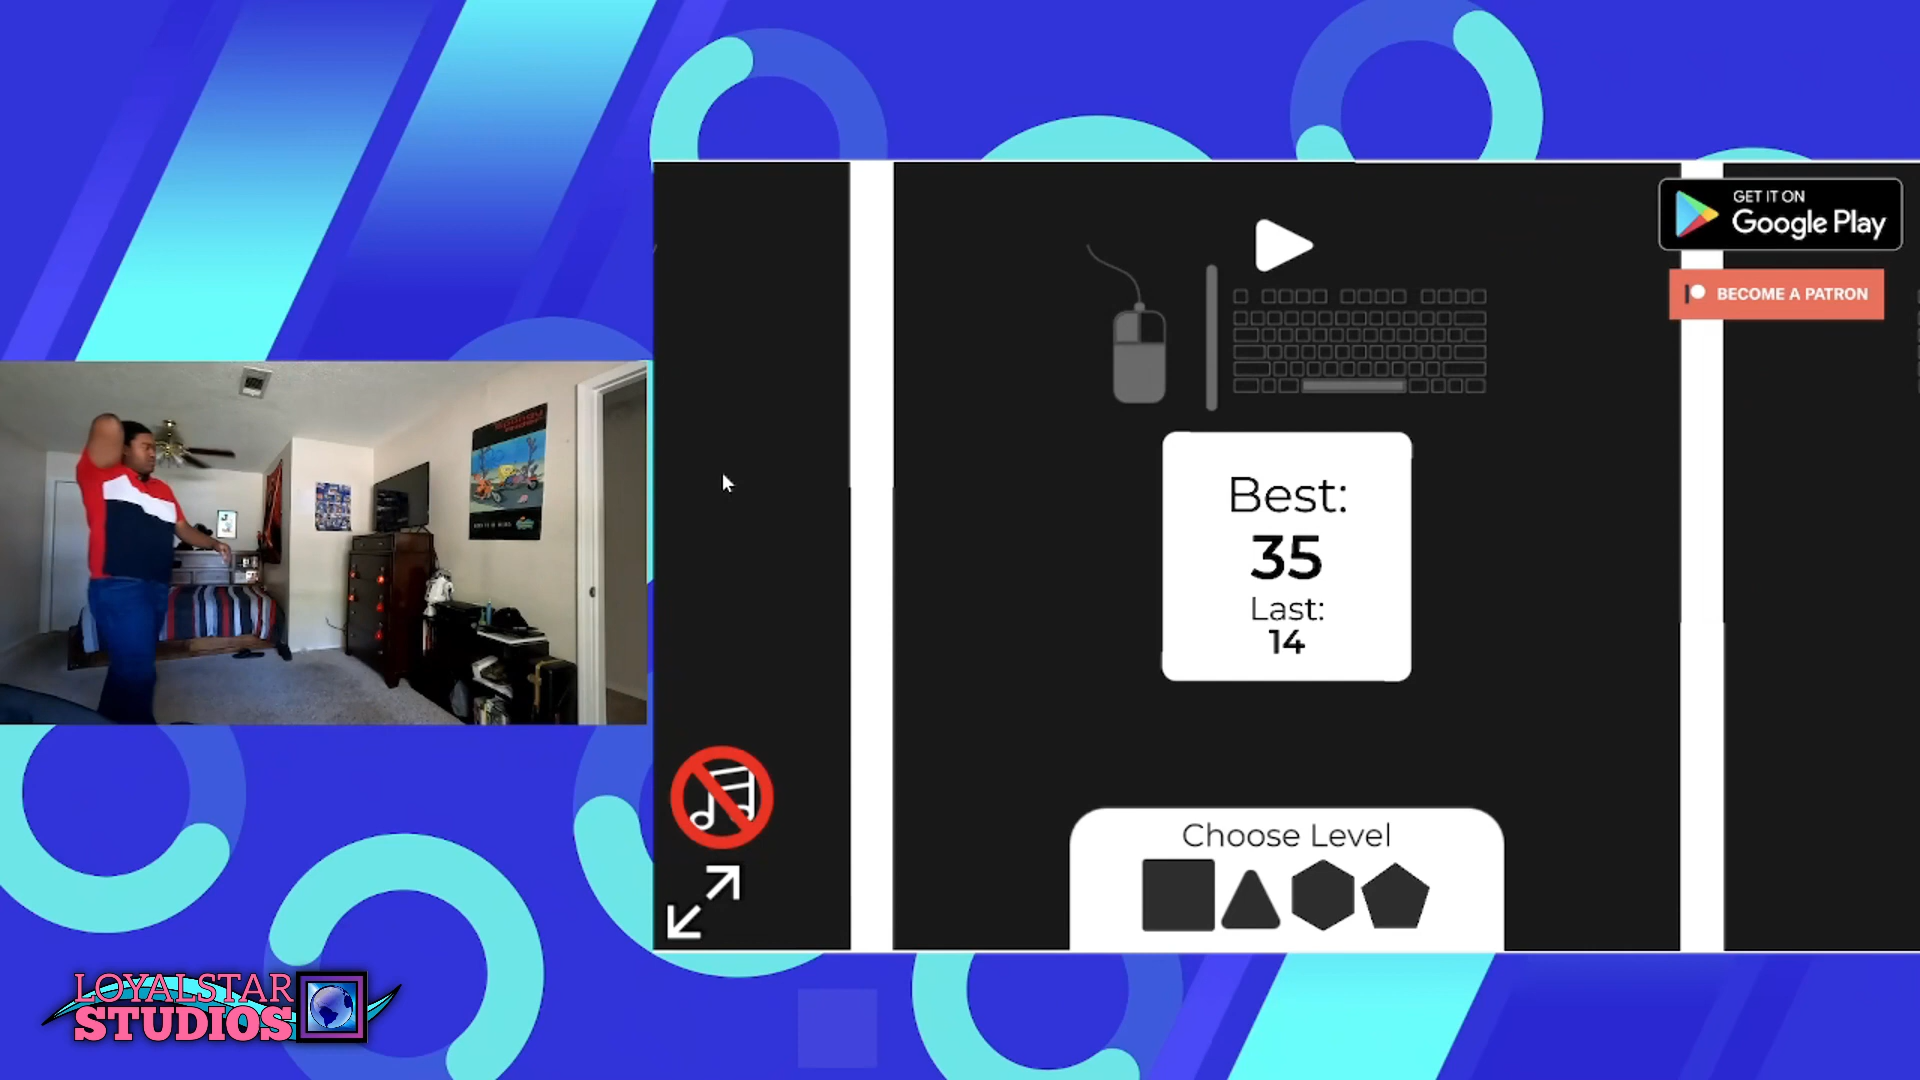 GET IT ON
Google Play
BECOME A PATRON
Best:
35
Last:
14
Choose Level
LOYALSTAR
STUDIOS